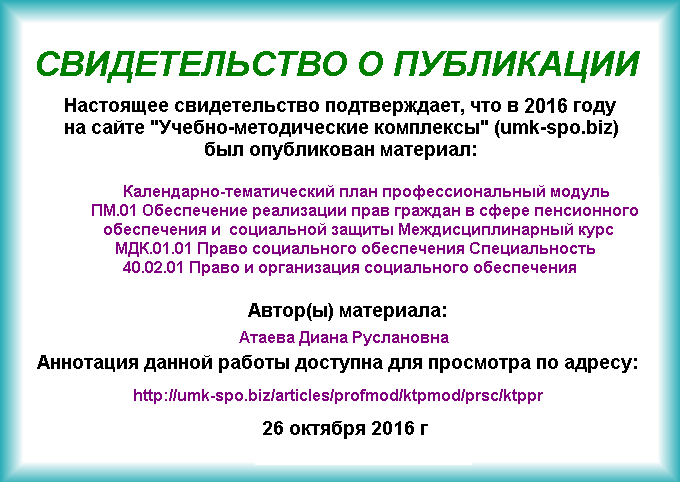 СВИДЕТЕЛЬСТВО О ПУБЛИКАЦИИ
Настоящее свидетельство подтверждает, что в 2016 году
на сайте "Учебно-методические комплексы" (umk-spo.biz)
был опубликован материал:
Календарно-тематический план профессиональный модуль
ПМ.01 Обеспечение реализации прав граждан в сфере пенсионного
обеспечения и социальной защиты Междисциплинарный курс
МДК.01.01 Право социального обеспечения Специальность
40.02.01 Право и организация социального обеспечения
Автор(ы) материала:
Атаева Диана Руслановна
Аннотация данной работы доступна для просмотра по адресу:
http://umk-spo.biz/articles/profmod/ktpmod/prsc/ktppr
26 октября 2016 г